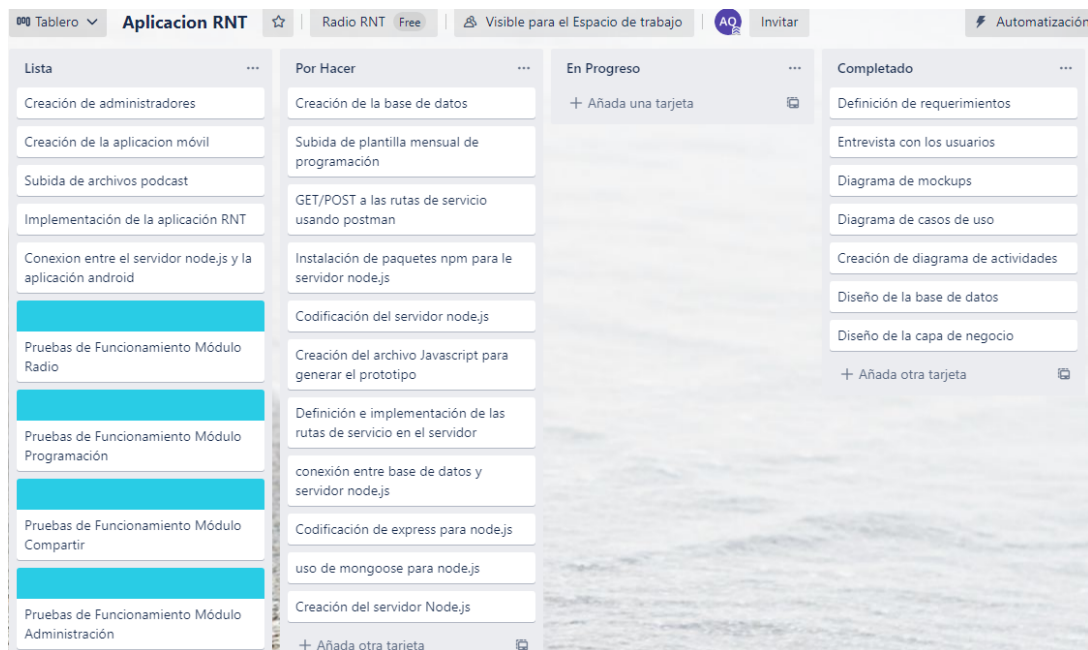 Tablero
Aplicacion RNT
Radio RNT
Free
Visible para el Espacio de trabajo
AQ
Invitar
Automatización
Lista
Creación de administradores
Creación de la aplicacion móvil
Subida de archivos podcast
Implementación de la aplicación RNT
Conexion entre el servidor node.js y la
aplicación android
Pruebas de Funcionamiento Módulo
Radio
Pruebas de Funcionamiento Módulo
Programación
Pruebas de Funcionamiento Módulo
Compartir
Pruebas de Funcionamiento Módulo
Administración
Por Hacer
Creación de la base de datos
Subida de plantilla mensual de
programación
GET/POST a las rutas de servicio
usando postman
Instalación de paquetes npm para le
servidor node.js
Codificación del servidor node.js
Creación del archivo Javascript para
generar el prototipo
Definición e implementación de las
rutas de servicio en el servidor
conexión entre base de datos y
servidor node.js
Codificación de express para node.js
uso de mongoose para node.js
Creación del servidor Node.js
+ Añada otra tarjeta
En Progreso
+ Añada una tarjeta
Completado
Definición de requerimientos
Entrevista con los usuarios
Diagrama de mockups
Diagrama de casos de uso
Creación de diagrama de actividades
Diseño de la base de datos
Diseño de la capa de negocio
+ Añada otra tarjeta